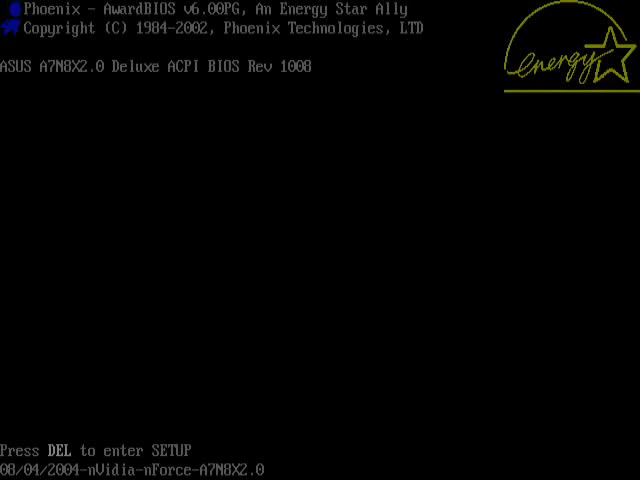 Phoenix - AwardBIOS v6.00PG, An Energy Star Ally
Copyright (C) 1984-2002, Phoenix Technologies, LTD
energy
ASUS A7N8X2.0 Deluxe ACPI BIOS Rev 1008
Press DEL to enter SETUP
08/04/2004-nVidia-nForce-A7N8X2.0